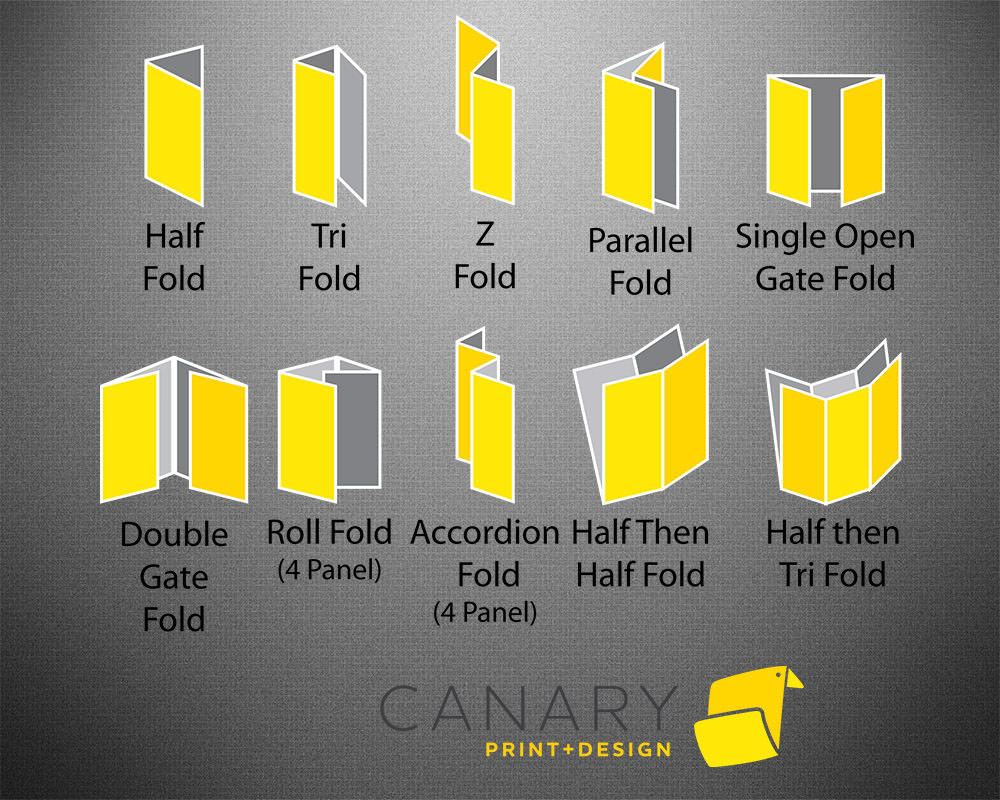 Half
Fold
Tri
Fold
Z
Fold
Parallel
Fold
Single Open
Gate Fold
Double
Gate
Fold
Roll Fold
(4 Panel)
Accordion
Fold
(4 Panel)
Half Then
Half Fold
Half then
Tri Fold
CANARY
PRINT+DESIGN